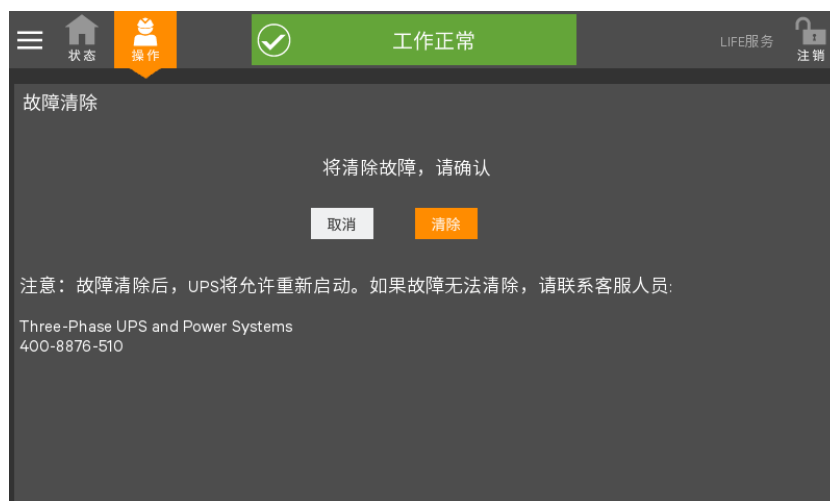 状态
操作
工作正常
LIFE服务
注销
故障清除
将清除故障，请确认
取消
清除
注意：故障清除后，UPS将允许重新启动。如果故障无法清除，请联系客服人员:
Three-Phase UPS and Power Systems
400-8876-510